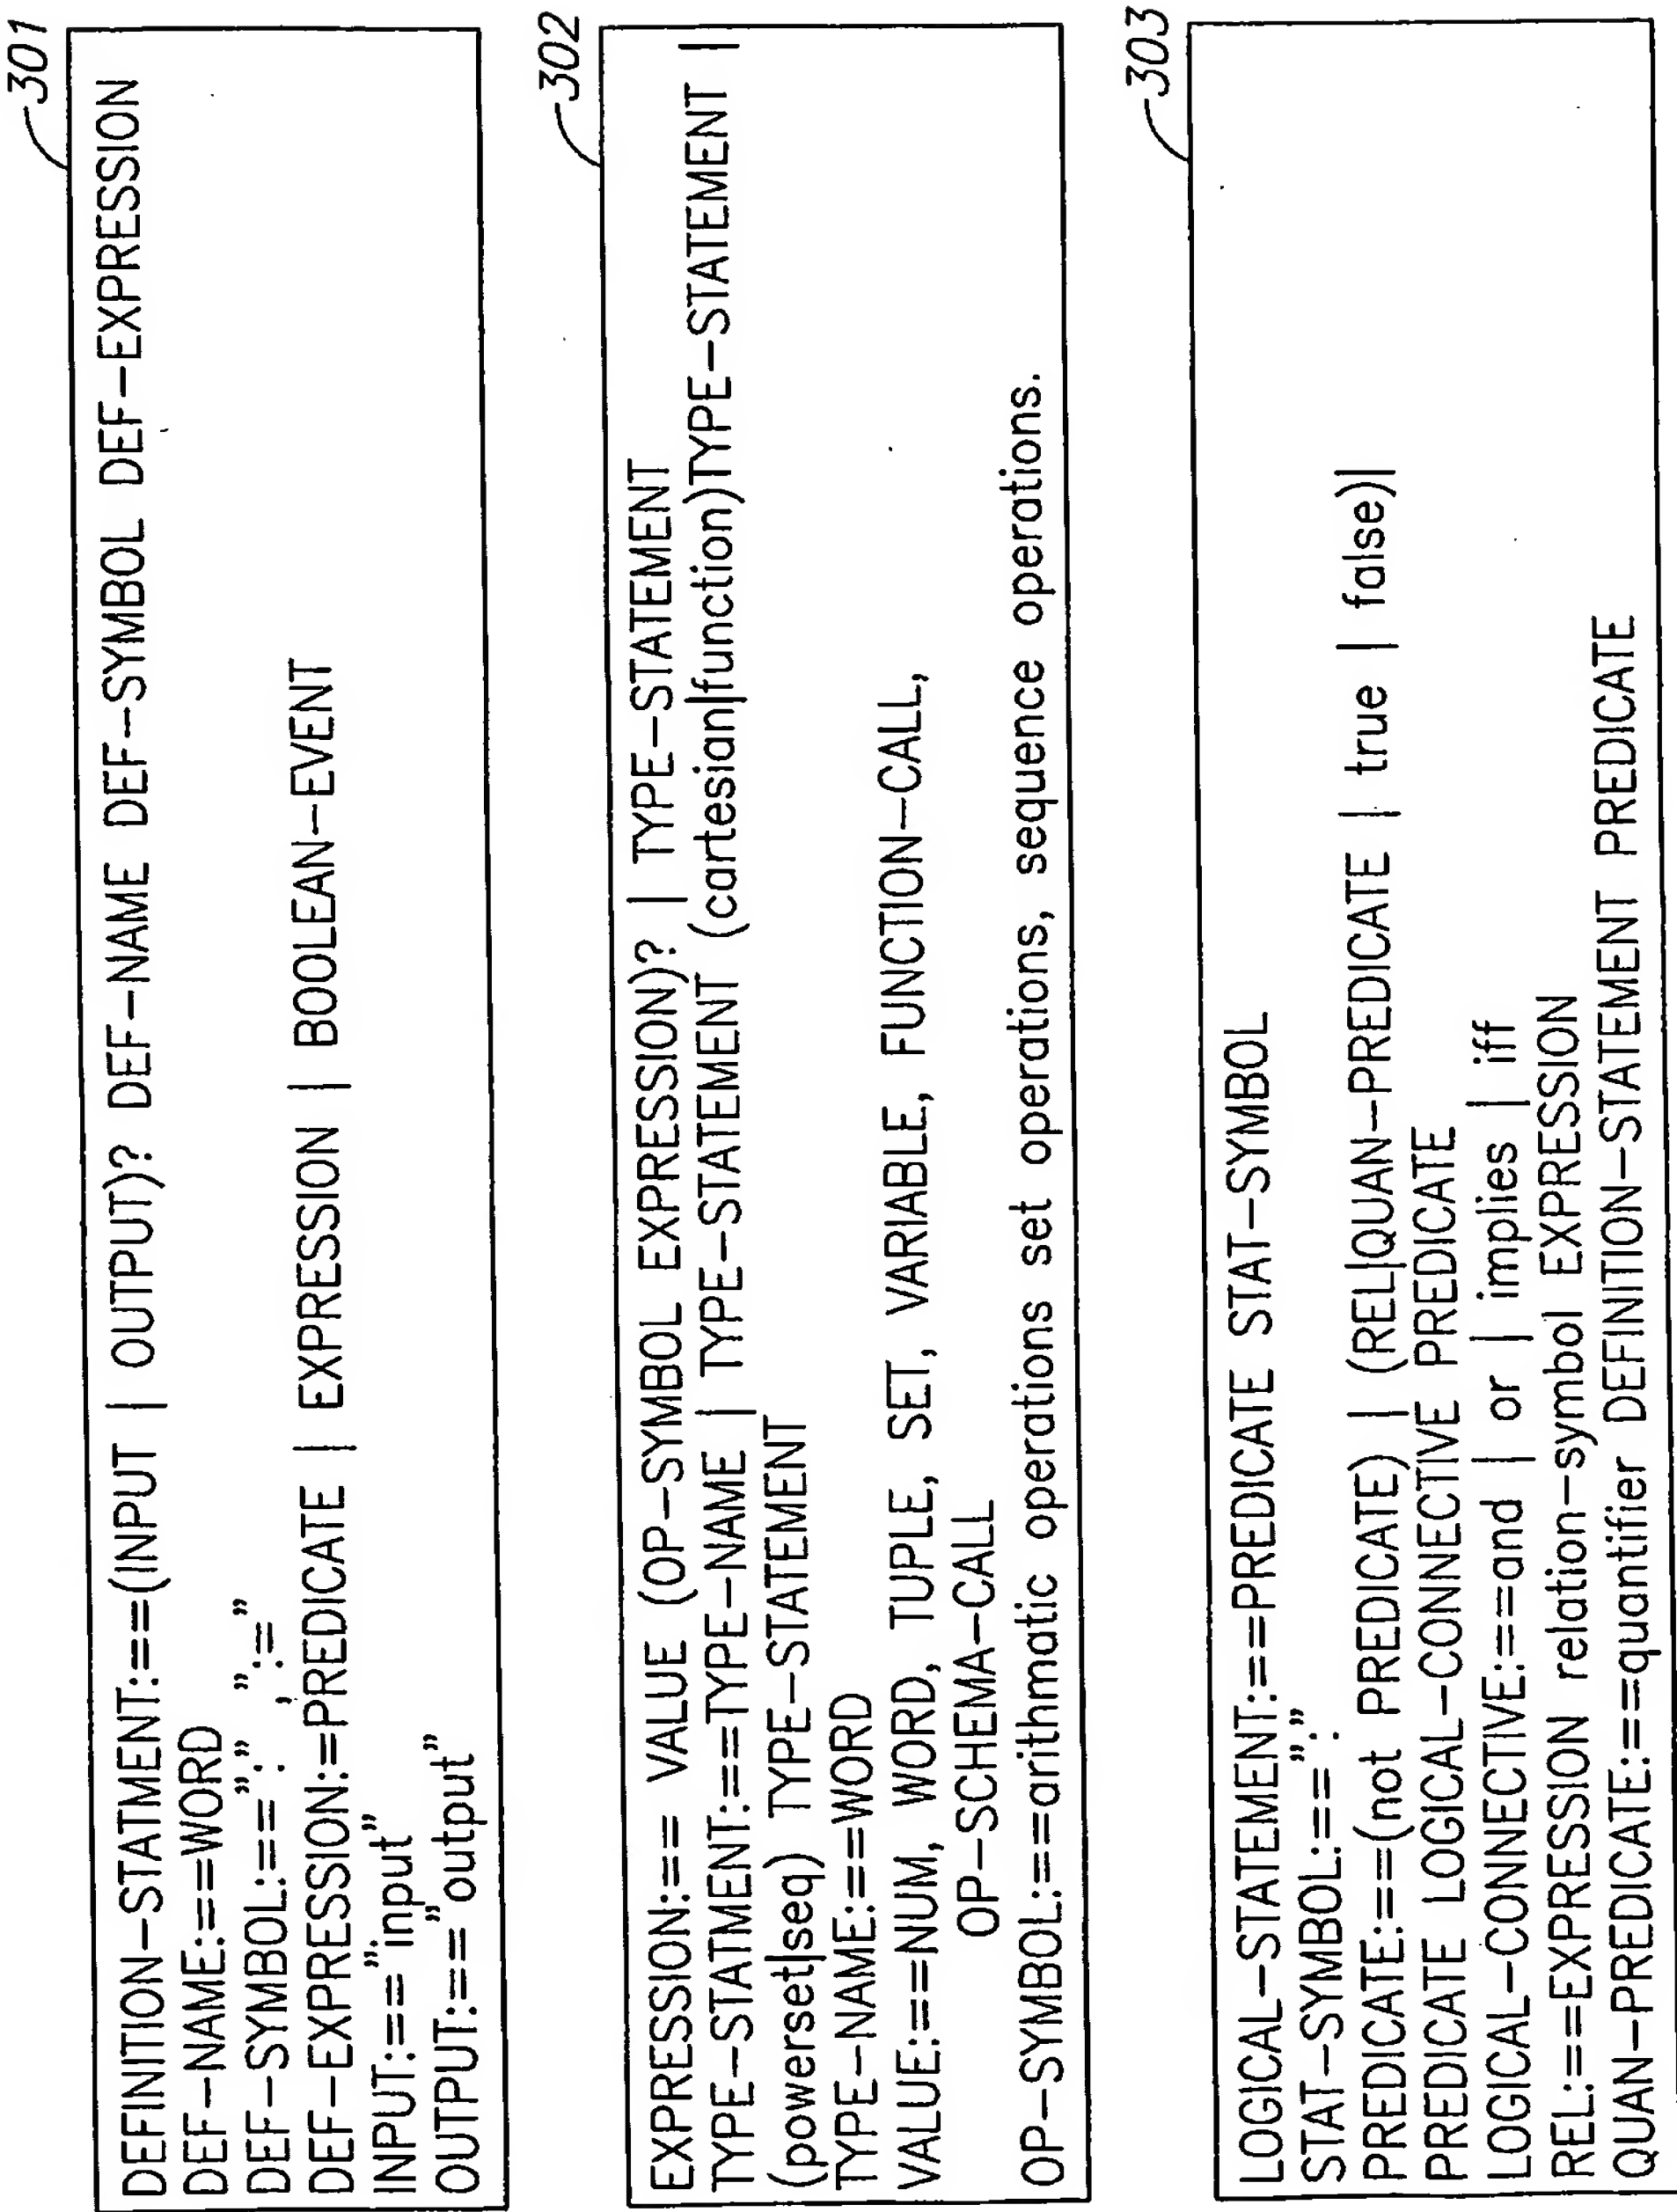 301
DEFINITION-STATMENT:==(INPUT | OUTPUT)? DEF-NAME DEF-SYMBOL DEF-EXPRESSION
DEF-NAME:==WORD
DEF-SYMBOL:==":", ":="
DEF-EXPRESSION:=PREDICATE | EXPRESSION | BOOLEAN-EVENT
INPUT:=="input"
OUTPUT:=="output"
302
EXPRESSION:== VALUE (OP-SYMBOL EXPRESSION)? | TYPE-STATEMENT
TYPE-STATMENT:==TYPE-NAME | TYPE-STATEMENT (cartesian|function)TYPE-STATEMENT |
(powerset|seq) TYPE-STATEMENT
TYPE-NAME:==WORD
VALUE:==NUM, WORD, TUPLE, SET, VARIABLE, FUNCTION-CALL,
OP-SCHEMA-CALL
OP-SYMBOL:==arithmatic operations set operations, sequence operations.
303
LOGICAL-STATEMENT:==PREDICATE STAT-SYMBOL
STAT-SYMBOL:=="."
PREDICATE:==(not PREDICATE) | (REL|QUAN-PREDICATE | true | false)|
PREDICATE LOGICAL-CONNECTIVE PREDICATE
LOGICAL-CONNECTIVE:==and | or | implies | iff
REL:==EXPRESSION relation-symbol EXPRESSION
QUAN-PREDICATE:==quantifier DEFINITION-STATEMENT PREDICATE